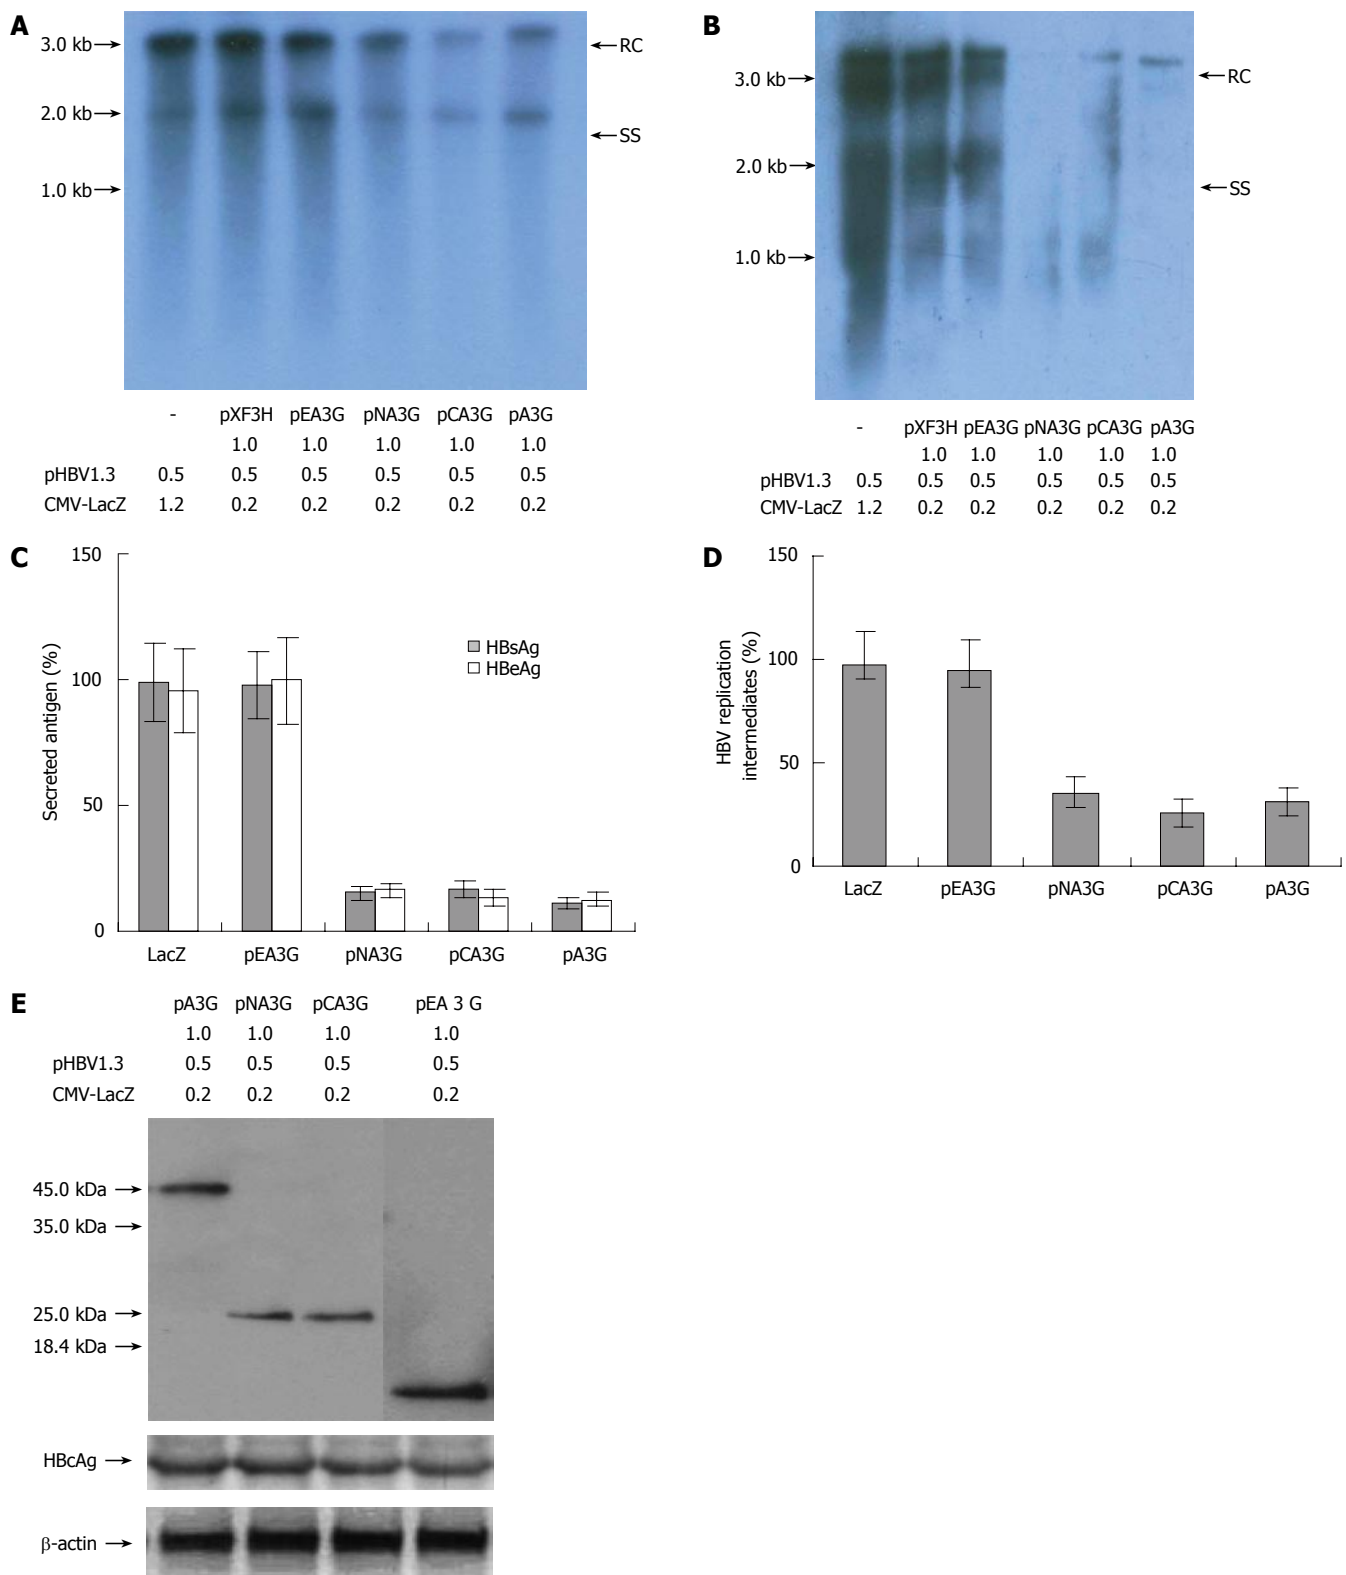 A
3.0 kb
2.0 kb
1.0 kb
RC
SS
- pXF3H pEA3G pNA3G pCA3G pA3G
1.0 1.0 1.0 1.0 1.0
pHBV1.3 0.5 0.5 0.5 0.5 0.5 0.5
CMV-LacZ 1.2 0.2 0.2 0.2 0.2 0.2
B
3.0 kb
2.0 kb
1.0 kb
RC
SS
- pXF3H pEA3G pNA3G pCA3G pA3G
1.0 1.0 1.0 1.0 1.0
pHBV1.3 0.5 0.5 0.5 0.5 0.5 0.5
CMV-LacZ 1.2 0.2 0.2 0.2 0.2 0.2
C
Secreted antigen (%)
150
100
50
0
HBsAg
HBeAg
LacZ pEA3G pNA3G pCA3G pA3G
D
HBV replication
intermediates (%)
150
100
50
0
LacZ pEA3G pNA3G pCA3G pA3G
E
pA3G pNA3G pCA3G pEA 3 G
1.0 1.0 1.0 1.0
pHBV1.3 0.5 0.5 0.5 0.5
CMV-LacZ 0.2 0.2 0.2 0.2
45.0 kDa
35.0 kDa
25.0 kDa
18.4 kDa
HBcAg
β-actin